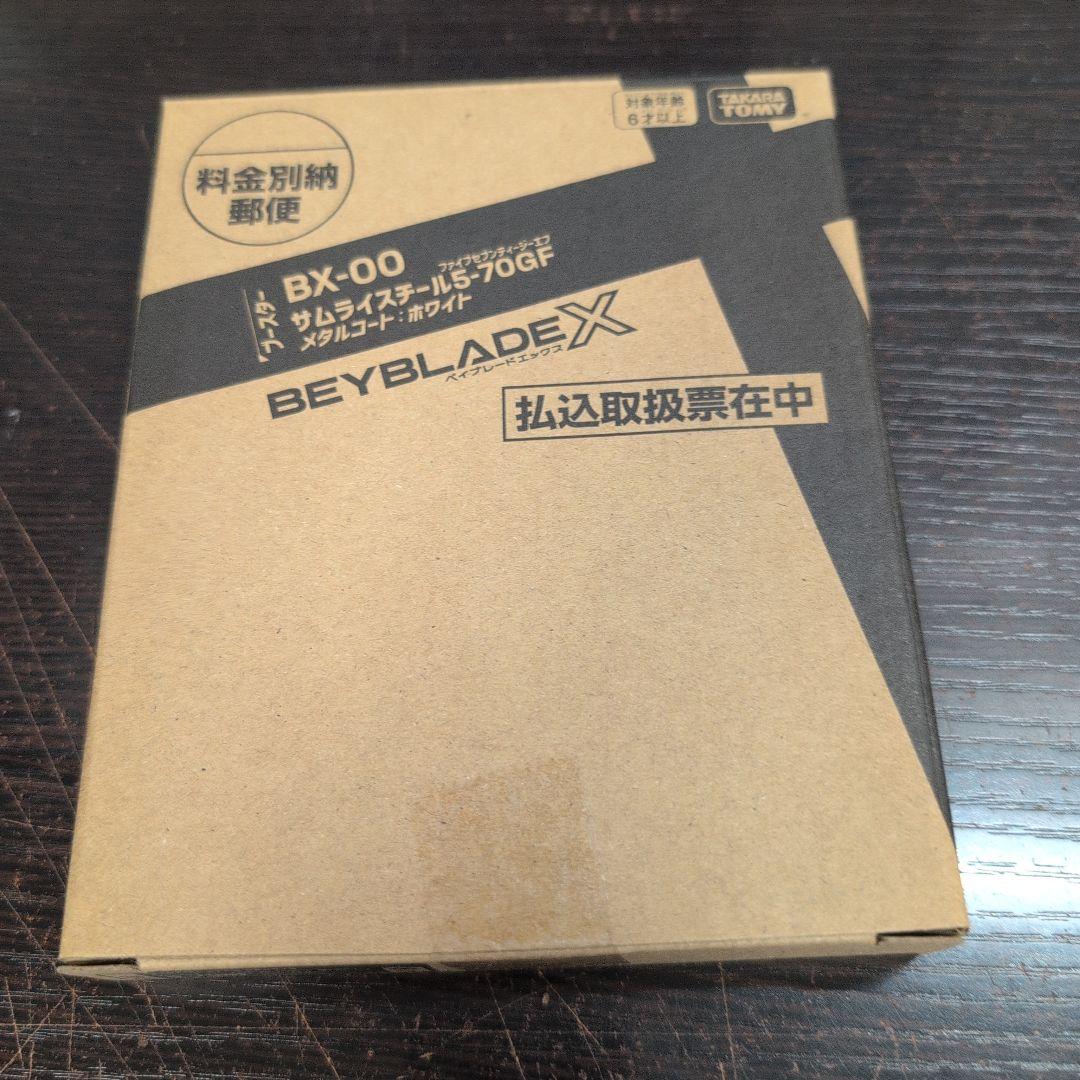 料金別納
郵便
対象年齢
6才以上
TAKARA
TOMY
ブースター
BX-00
ファイブセブンティージーエフ
サムライスチール5-70GF
メタルコート:ホワイト
BEYBLADE X
ベイブレードエックス
払込取扱票在中